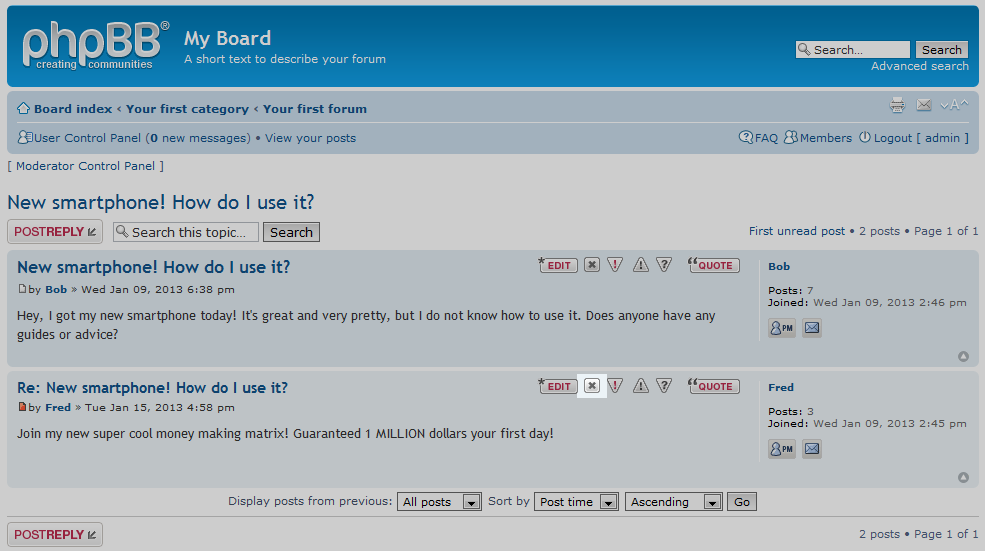 phpBB®
creating communities
My Board
A short text to describe your forum
Search…
Search
Advanced search
Board index ‹ Your first category ‹ Your first forum
A
User Control Panel (0 new messages) • View your posts
FAQ Members Logout [ admin ]
[ Moderator Control Panel ]
New smartphone! How do I use it?
POSTREPLY Search this topic… Search First unread post • 2 posts • Page 1 of 1
New smartphone! How do I use it?
* EDIT ! ! ? “ QUOTE
by Bob » Wed Jan 09, 2013 6:38 pm
Hey, I got my new smartphone today! It's great and very pretty, but I do not know how to use it. Does anyone have any
guides or advice?
Bob
Posts: 7
Joined: Wed Jan 09, 2013 2:46 pm
PM
Re: New smartphone! How do I use it?
* EDIT ! ! ? “ QUOTE
by Fred » Tue Jan 15, 2013 4:58 pm
Join my new super cool money making matrix! Guaranteed 1 MILLION dollars your first day!
Fred
Posts: 3
Joined: Wed Jan 09, 2013 2:45 pm
PM
Display posts from previous: All posts Sort by Post time Ascending Go
POSTREPLY 2 posts • Page 1 of 1